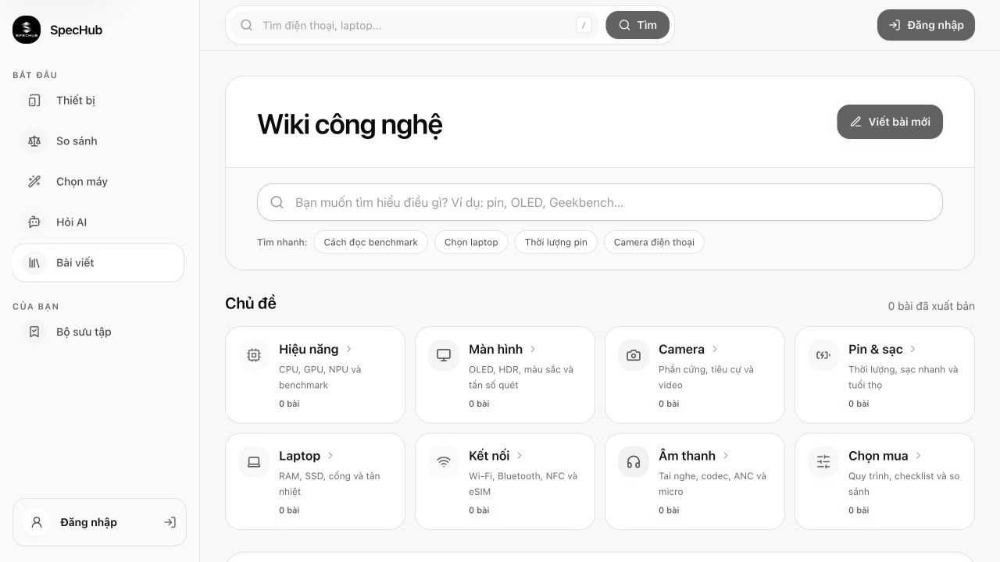 SPECHUB
SpecHub
BẮT ĐẦU
Thiết bị
So sánh
Chọn máy
Hỏi AI
Bài viết
CỦA BẠN
Bộ sưu tập
Đăng nhập
Tìm điện thoại, laptop...
/
Tìm
Đăng nhập
Wiki công nghệ
Viết bài mới
Bạn muốn tìm hiểu điều gì? Ví dụ: pin, OLED, Geekbench...
Tìm nhanh:
Cách đọc benchmark
Chọn laptop
Thời lượng pin
Camera điện thoại
Chủ đề
0 bài đã xuất bản
Hiệu năng
CPU, GPU, NPU và
benchmark
0 bài
Màn hình
OLED, HDR, màu sắc và
tần số quét
0 bài
Camera
Phần cứng, tiêu cự và
video
0 bài
Pin & sạc
Thời lượng, sạc nhanh và
tuổi thọ
0 bài
Laptop
RAM, SSD, cổng và tản
nhiệt
0 bài
Kết nối
Wi-Fi, Bluetooth, NFC và
eSIM
0 bài
Âm thanh
Tai nghe, codec, ANC và
micro
0 bài
Chọn mua
Quy trình, checklist và so
sánh
0 bài